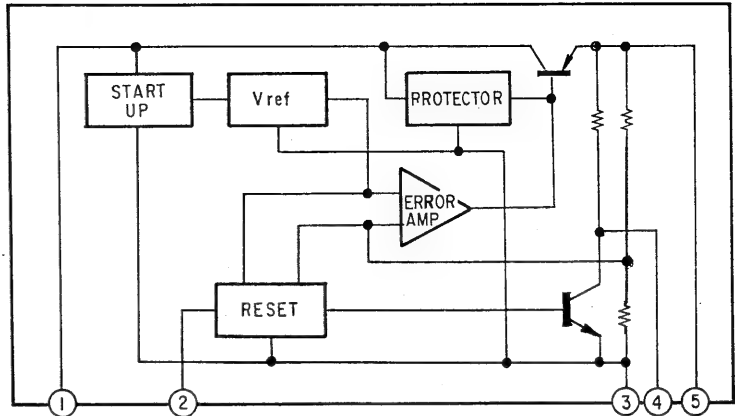 START
UP
Vref
PROTECTOR
ERROR
AMP
RESET
1
2
3
4
5